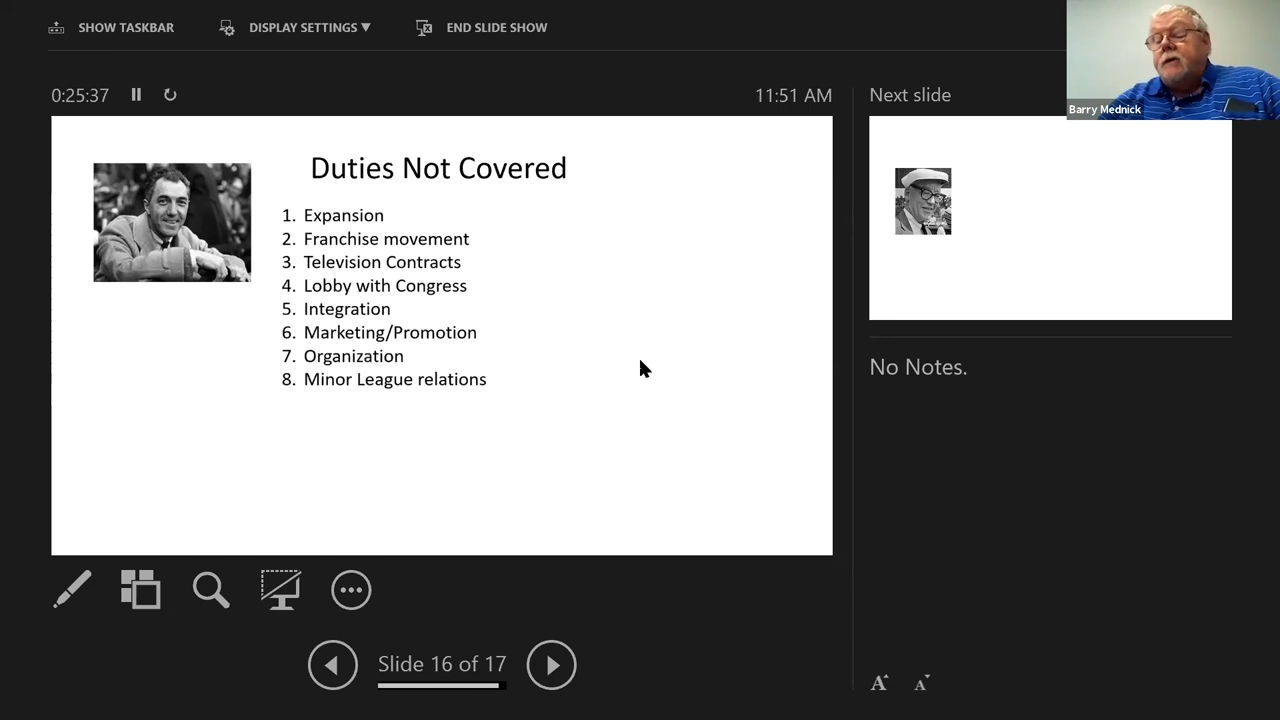 SHOW TASKBAR
DISPLAY SETTINGS ▼
END SLIDE SHOW
0:25:37
11:51 AM
Next slide
Barry Mednick
Duties Not Covered
1. Expansion
2. Franchise movement
3. Television Contracts
4. Lobby with Congress
5. Integration
6. Marketing/Promotion
7. Organization
8. Minor League relations
No Notes.
Slide 16 of 17
A
A